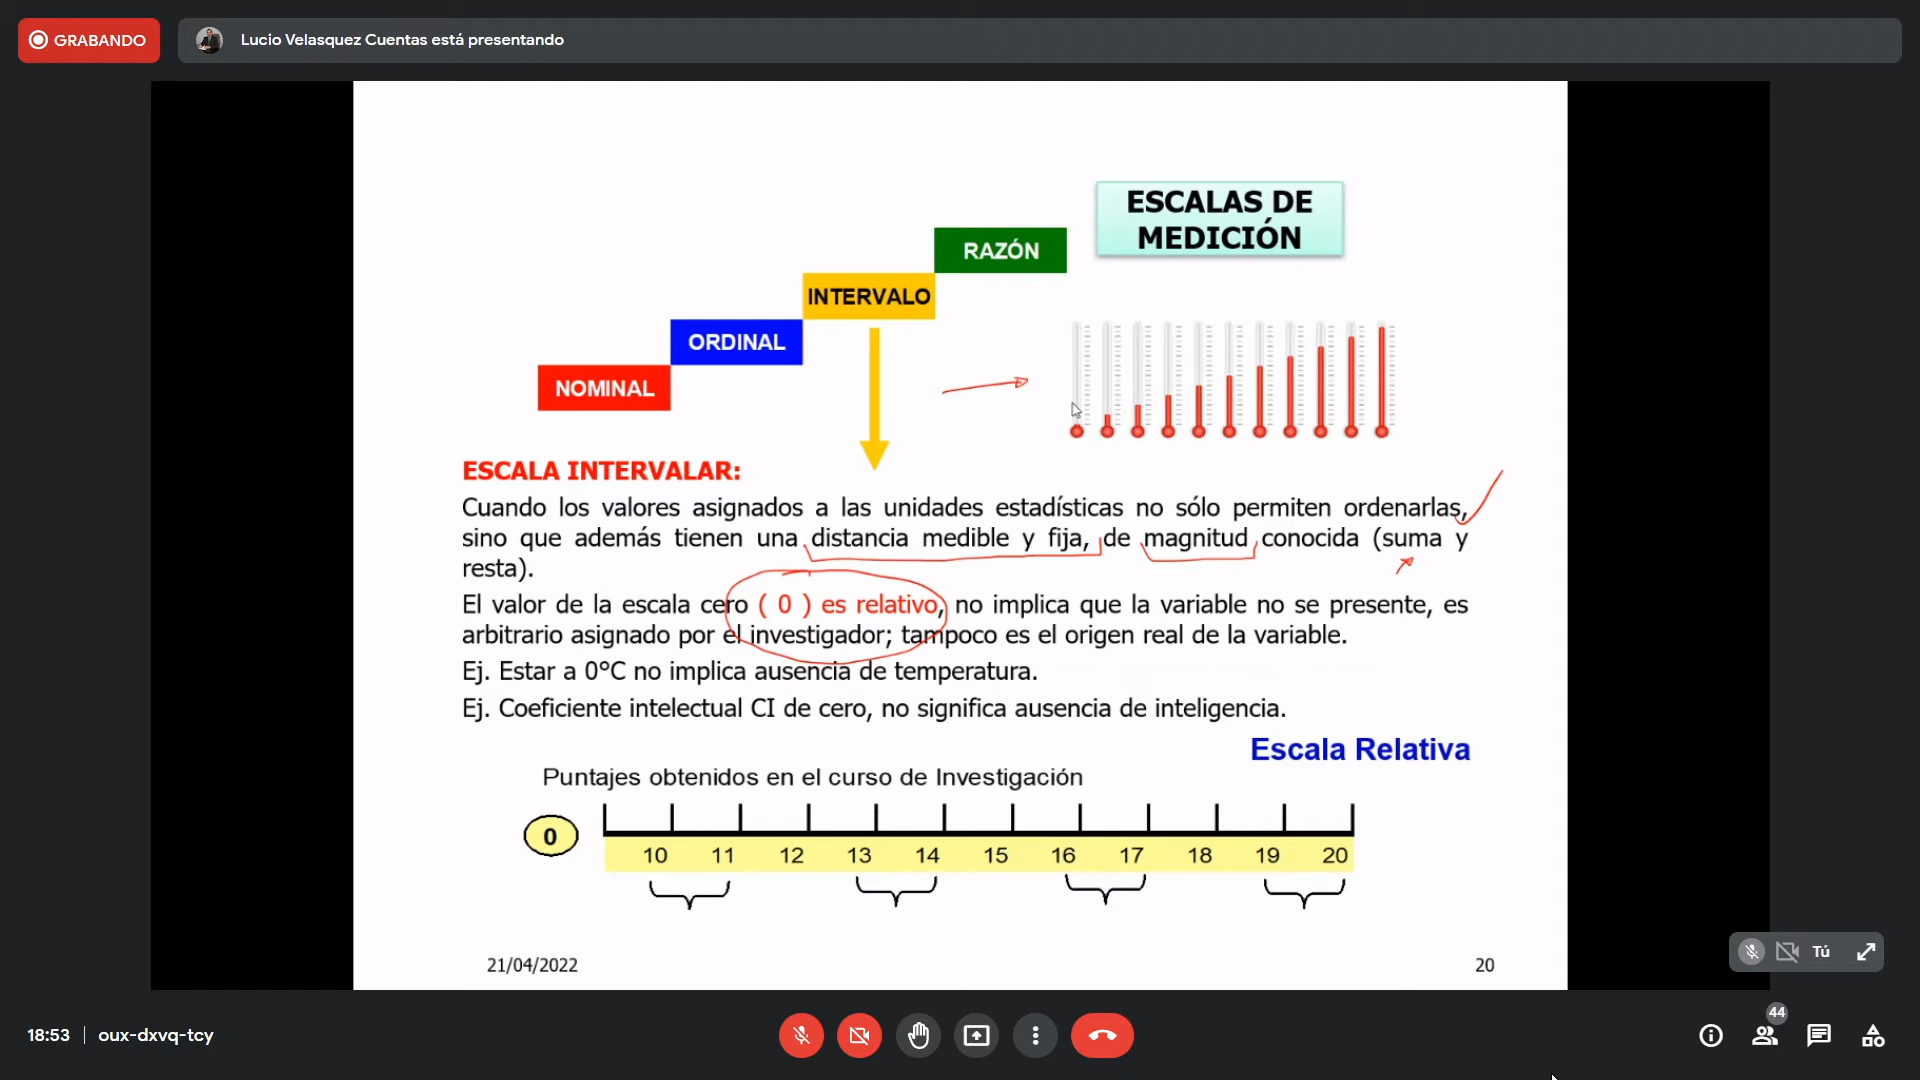 GRABANDO
Lucio Velasquez Cuentas está presentando
ESCALAS DE
MEDICIÓN
RAZÓN
INTERVALO
ORDINAL
NOMINAL
ESCALA INTERVALAR:
Cuando los valores asignados a las unidades estadísticas no sólo permiten ordenarlas,
sino que además tienen una distancia medible y fija, de magnitud conocida (suma y
resta).
El valor de la escala cero ( 0 ) es relativo, no implica que la variable no se presente, es
arbitrario asignado por el investigador; tampoco es el origen real de la variable.
Ej. Estar a 0°C no implica ausencia de temperatura.
Ej. Coeficiente intelectual CI de cero, no significa ausencia de inteligencia.
Escala Relativa
Puntajes obtenidos en el curso de Investigación
0
10 11 12 13 14 15 16 17 18 19 20
21/04/2022
20
Tú
18:53
oux-dxvq-tcy
44